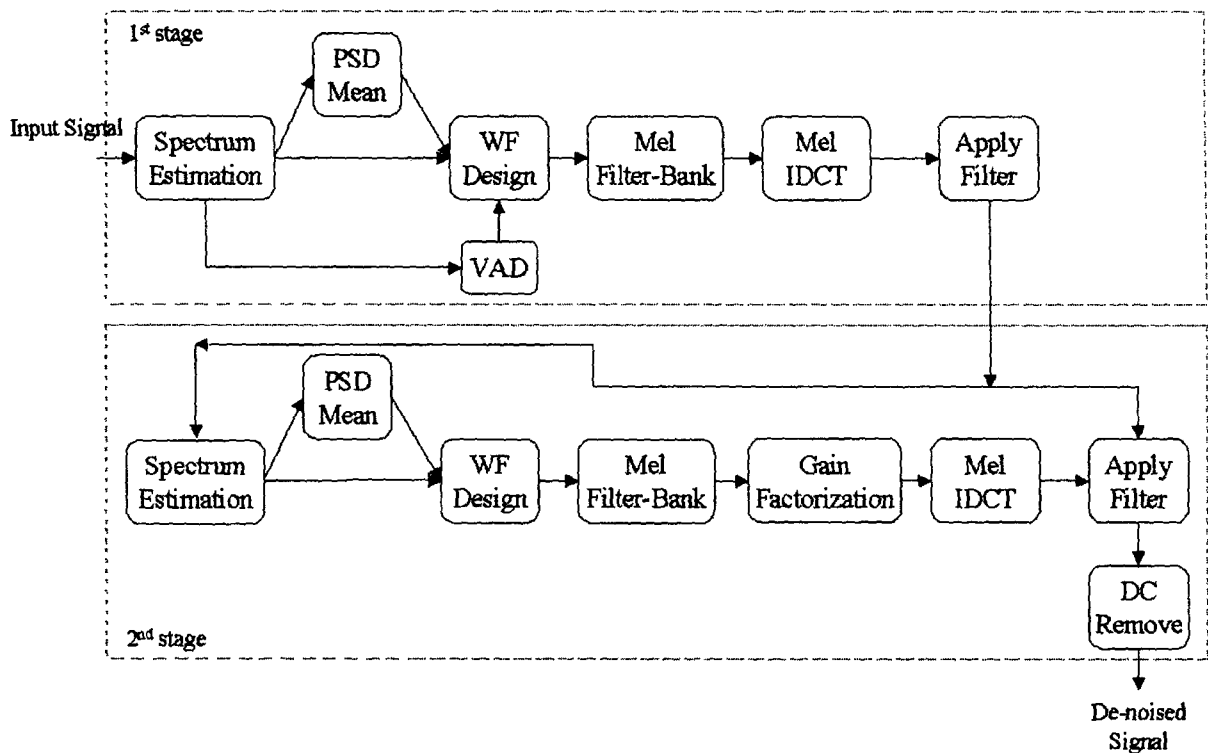 1st stage
PSD
Mean
Input Signal
Spectrum
Estimation
WF
Design
Mel
Filter-Bank
Mel
IDCT
Apply
Filter
VAD
PSD
Mean
Spectrum
Estimation
WF
Design
Mel
Filter-Bank
Gain
Factorization
Mel
IDCT
Apply
Filter
DC
Remove
2nd stage
De-noised
Signal